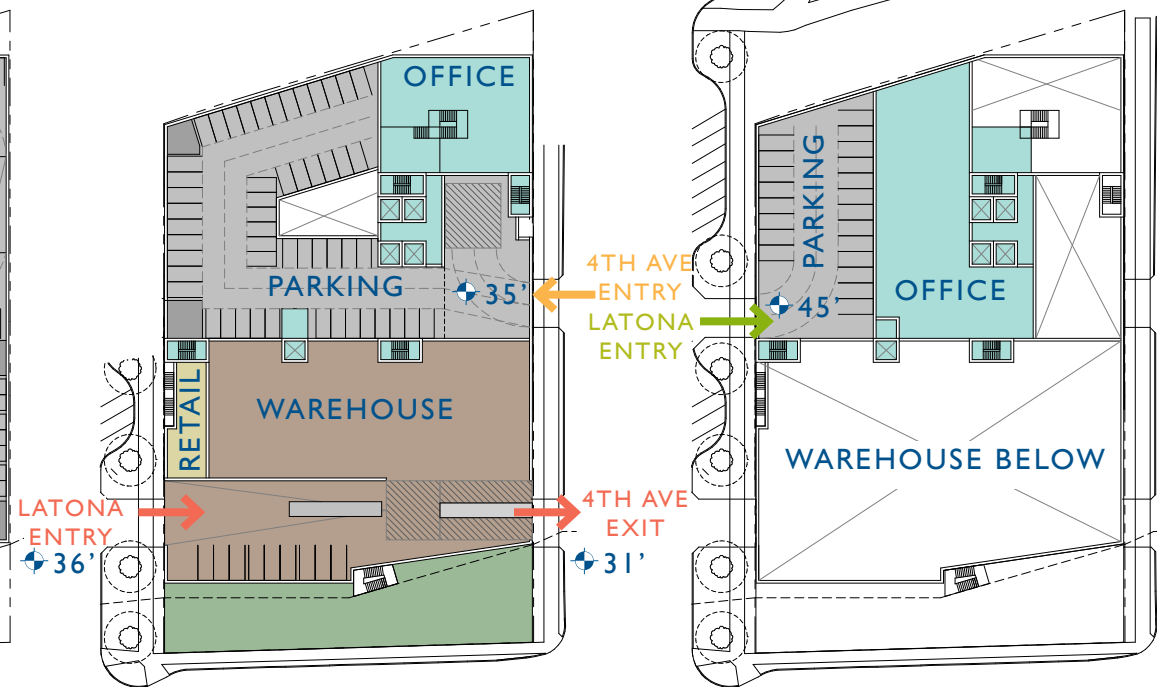 OFFICE
PARKING
35'
4TH AVE
ENTRY
LATONA
ENTRY
RETAIL
WAREHOUSE
LATONA
ENTRY
36'
4TH AVE
EXIT
31'
PARKING
OFFICE
45'
WAREHOUSE BELOW